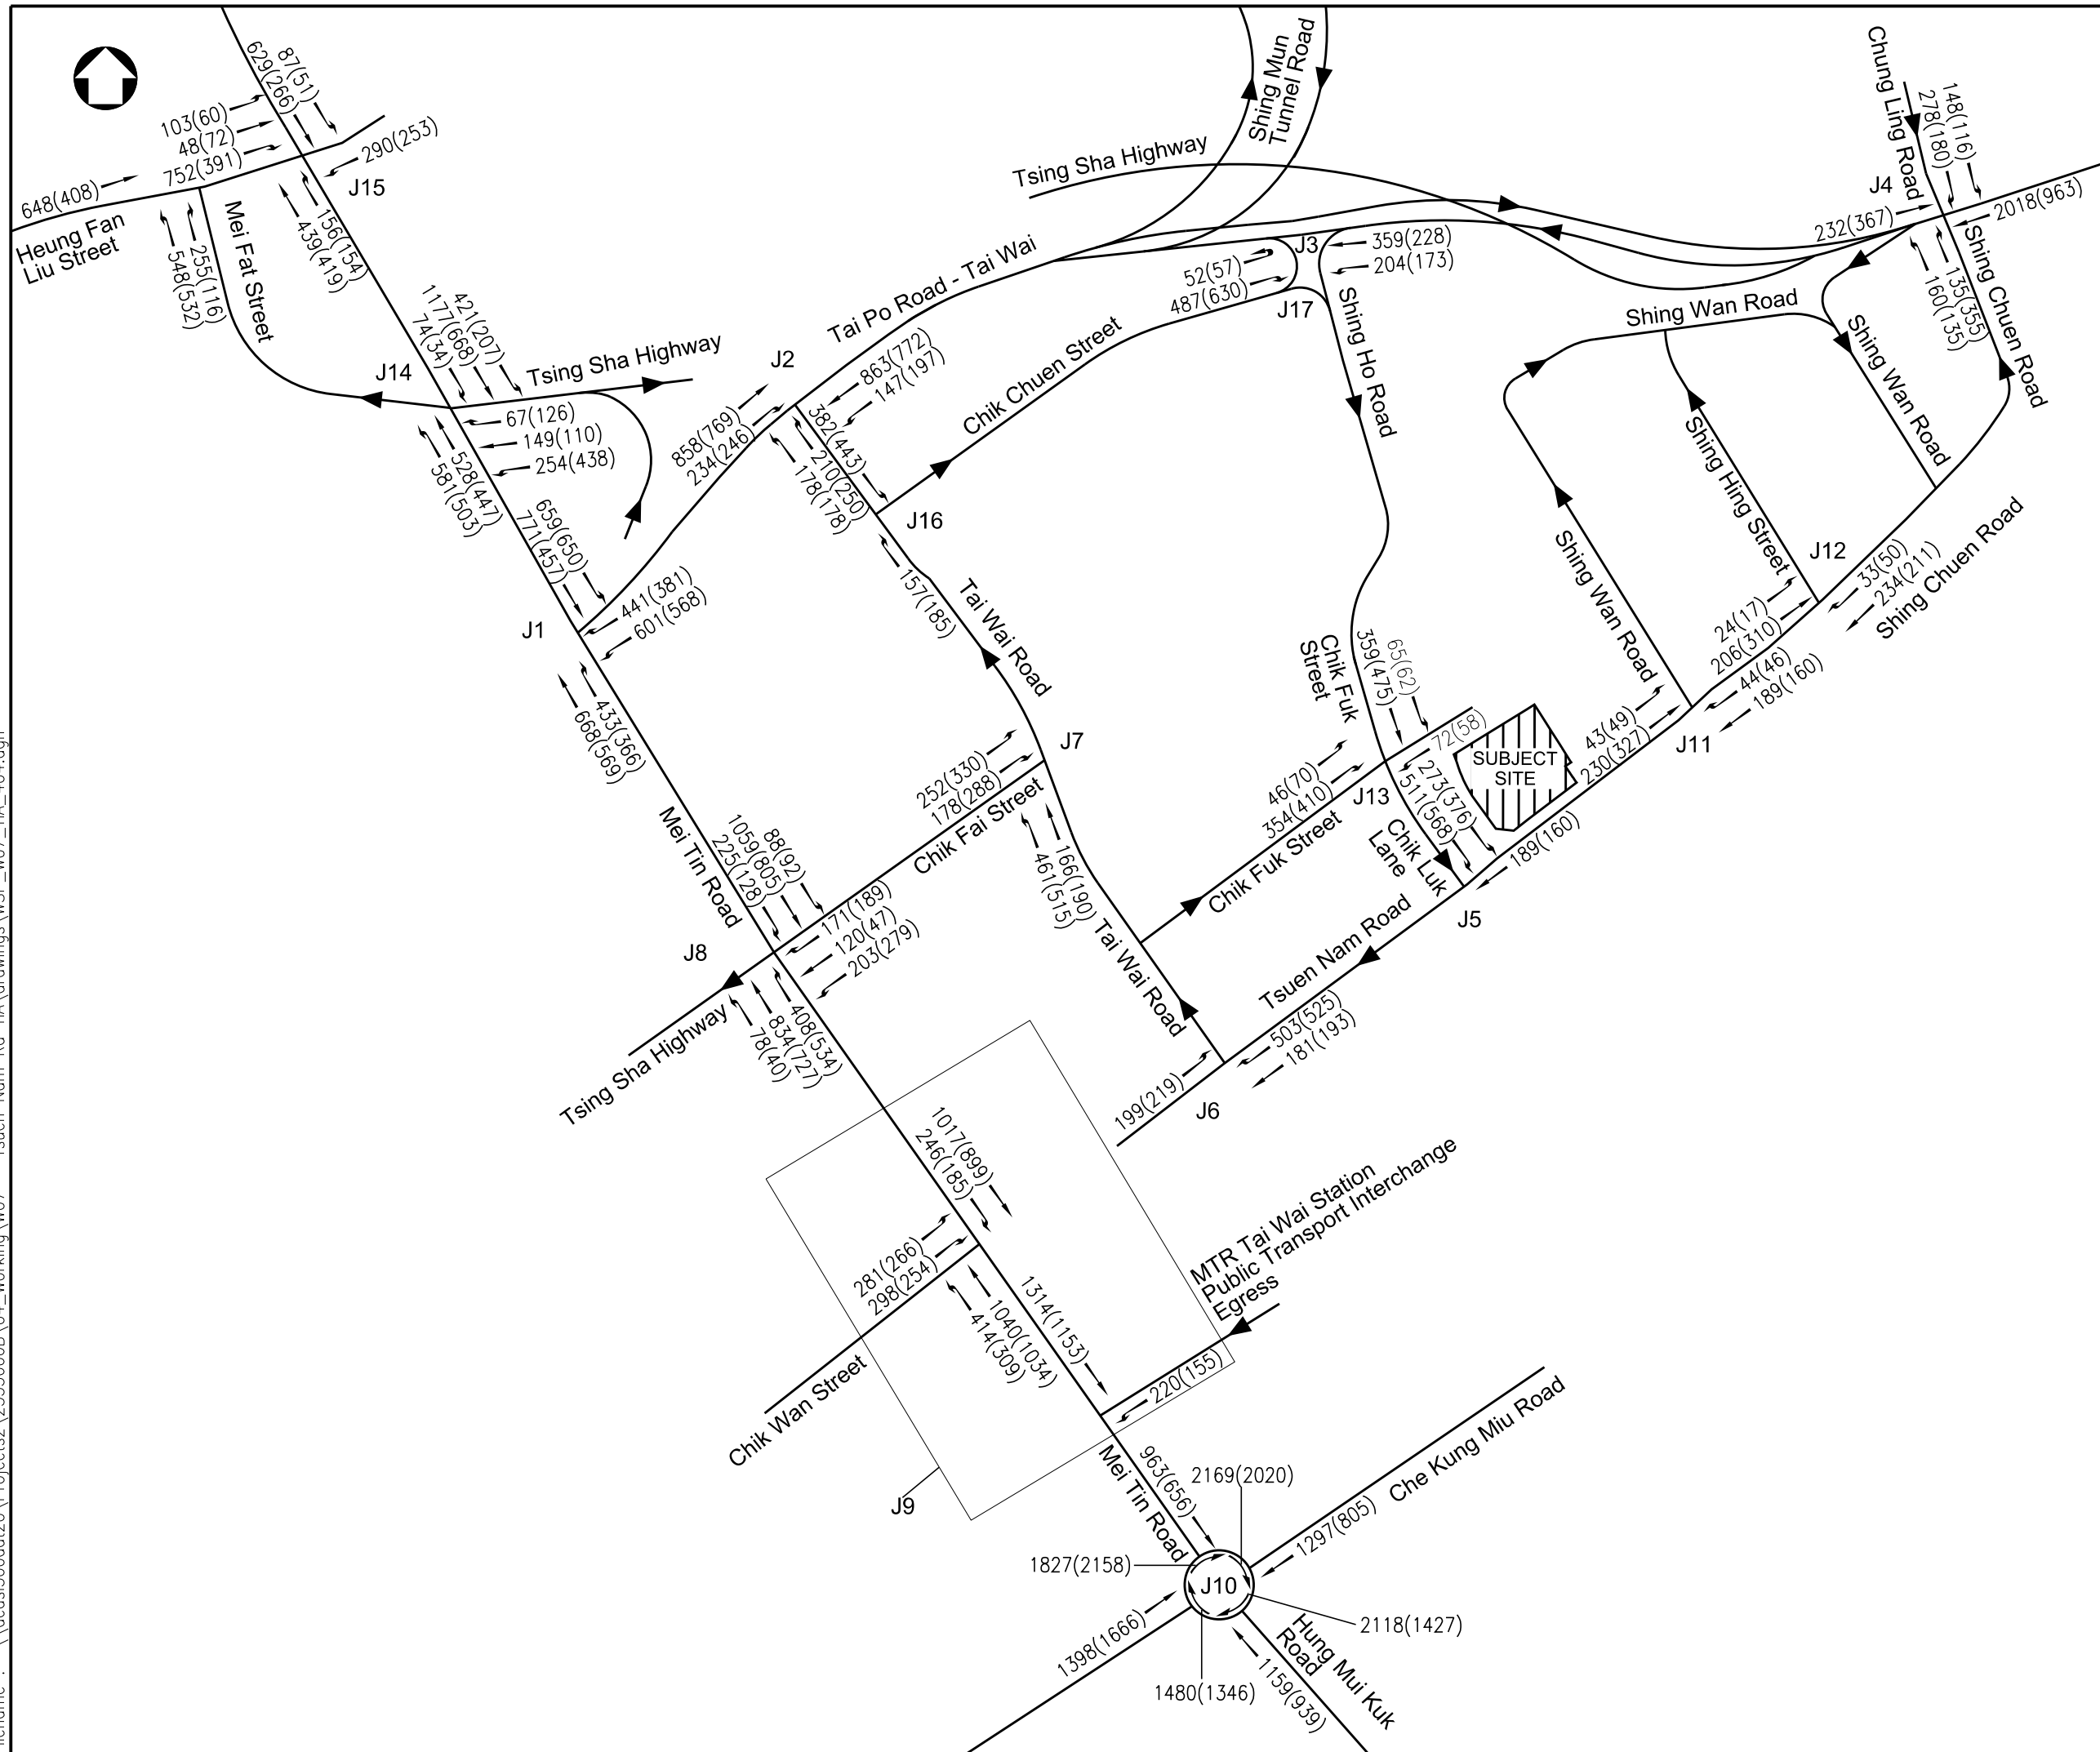 629(266)
87(51)
103(60)
48(72)
752(391)
290(253)
648(408)
J15
Heung Fan
Liu Street
Mei Fat Street
548(532)
255(116)
156(154)
439(419)
421(207)
1177(668)
74(34)
J14
Tsing Sha Highway
67(126)
149(110)
254(438)
528(447)
581(503)
659(650)
771(457)
J1
441(381)
601(568)
433(366)
668(569)
Shing Mun
Tunnel Road
Tsing Sha Highway
Tai Po Road - Tai Wai
J2
858(769)
234(246)
863(772)
147(197)
382(443)
210(250)
178(178)
J16
157(185)
Chik Chuen Street
52(57)
487(630)
J3
J17
359(228)
204(173)
Shing Ho Road
Chung Ling Road
148(116)
278(180)
J4
232(367)
2018(963)
135(355)
160(135)
Shing Chuen Road
Shing Wan Road
Shing Wan Road
Shing Hing Street
Shing Wan Road
J12
33(50)
234(211)
Shing Chuen Road
24(17)
206(310)
44(46)
189(160)
J11
43(49)
230(327)
Tai Wai Road
J7
252(330)
178(288)
Chik Fai Street
166(190)
461(515)
Chik Fuk
Street
359(475)
65(62)
72(58)
46(70)
354(410)
J13
273(376)
511(568)
SUBJECT
SITE
Chik Fuk Street
Chik Luk
Lane
189(160)
J5
Tsuen Nam Road
Tai Wai Road
503(525)
181(193)
199(219)
J6
Mei Tin Road
88(92)
1059(805)
225(128)
171(189)
120(47)
203(279)
J8
Tsing Sha Highway
408(534)
834(727)
78(40)
1017(899)
246(185)
281(266)
298(254)
1040(1034)
414(309)
1314(1153)
Chik Wan Street
MTR Tai Wai Station
Public Transport Interchange
Egress
220(155)
J9
Mei Tin Road
963(656)
2169(2020)
Che Kung Miu Road
1297(805)
1827(2158)
J10
2118(1427)
1398(1666)
1480(1346)
1159(939)
Hung Mui Kuk
Road